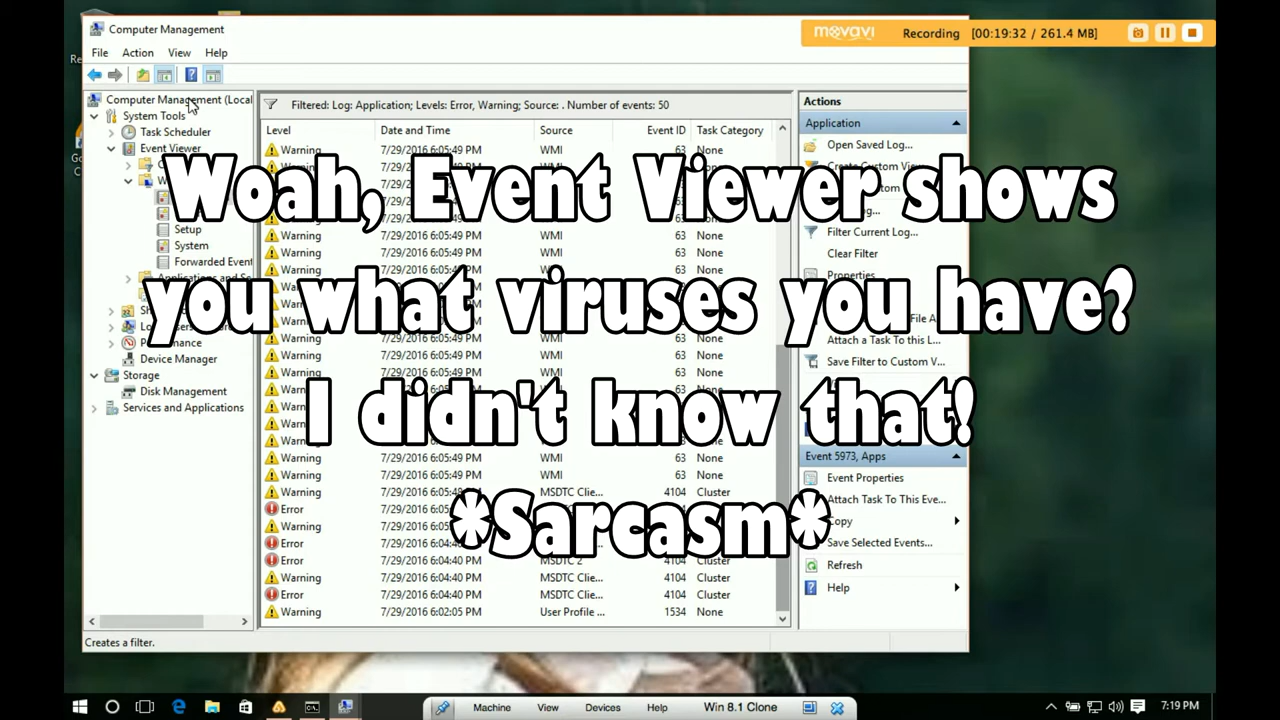 Computer Management
movavi
Recording [00:19:32 / 261.4 MB]
File Action View Help
Computer Management (Local
System Tools
Task Scheduler
Event Viewer
Setup
System
Forwarded Event
Device Manager
Storage
Disk Management
Services and Applications
Filtered: Log: Application; Levels: Error, Warning; Source: . Number of events: 50
Level Date and Time Source Event ID Task Category
Warning 7/29/2016 6:05:49 PM WMI 63 None
Warning 7/29/2016 6:05:49 PM WMI 63 None
Warning 7/29/2016 6:05:49 PM WMI 63 None
Warning 7/29/2016 6:05:49 PM WMI 63 None
Warning 7/29/2016 6:05:49 PM WMI 63 None
Warning 7/29/2016 6:05:49 PM WMI 63 None
Warning 7/29/2016 6:05:49 PM WMI 63 None
MSDTC Clie... 4104 Cluster
Error
Warning
Error
Error 7/29/2016 6:04:40 PM MSDTC 2 4104 Cluster
Warning 7/29/2016 6:04:40 PM MSDTC Clie... 4104 Cluster
Error 7/29/2016 6:04:40 PM MSDTC Clie... 4104 Cluster
Warning 7/29/2016 6:02:05 PM User Profile ... 1534 None
Actions
Application
Open Saved Log...
Filter Current Log...
Clear Filter
Properties
Attach a Task To this L...
Save Filter to Custom V...
Event 5973, Apps
Event Properties
Attach Task To This Eve...
Copy
Save Selected Events...
Refresh
Help
Woah, Event Viewer shows
you what viruses you have?
I didn't know that!
*Sarcasm*
Creates a filter.
Machine View Devices Help Win 8.1 Clone
7:19 PM